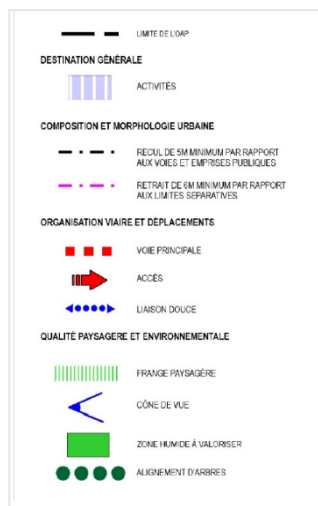 LIMITE DE L'OAP
DESTINATION GÉNÉRALE
ACTIVITÉS
COMPOSITION ET MORPHOLOGIE URBAINE
RECUL DE 5M MINIMUM PAR RAPPORT
AUX VOIES ET EMPRISES PUBLIQUES
RETRAIT DE 6M MINIMUM PAR RAPPORT
AUX LIMITES SEPARATIVES
ORGANISATION VIAIRE ET DÉPLACEMENTS
VOIE PRINCIPALE
ACCÈS
LIAISON DOUCE
QUALITÉ PAYSAGERE ET ENVIRONNEMENTALE
FRANGE PAYSAGÈRE
CÔNE DE VUE
ZONE HUMIDE À VALORISER
ALIGNEMENT D'ARBRES